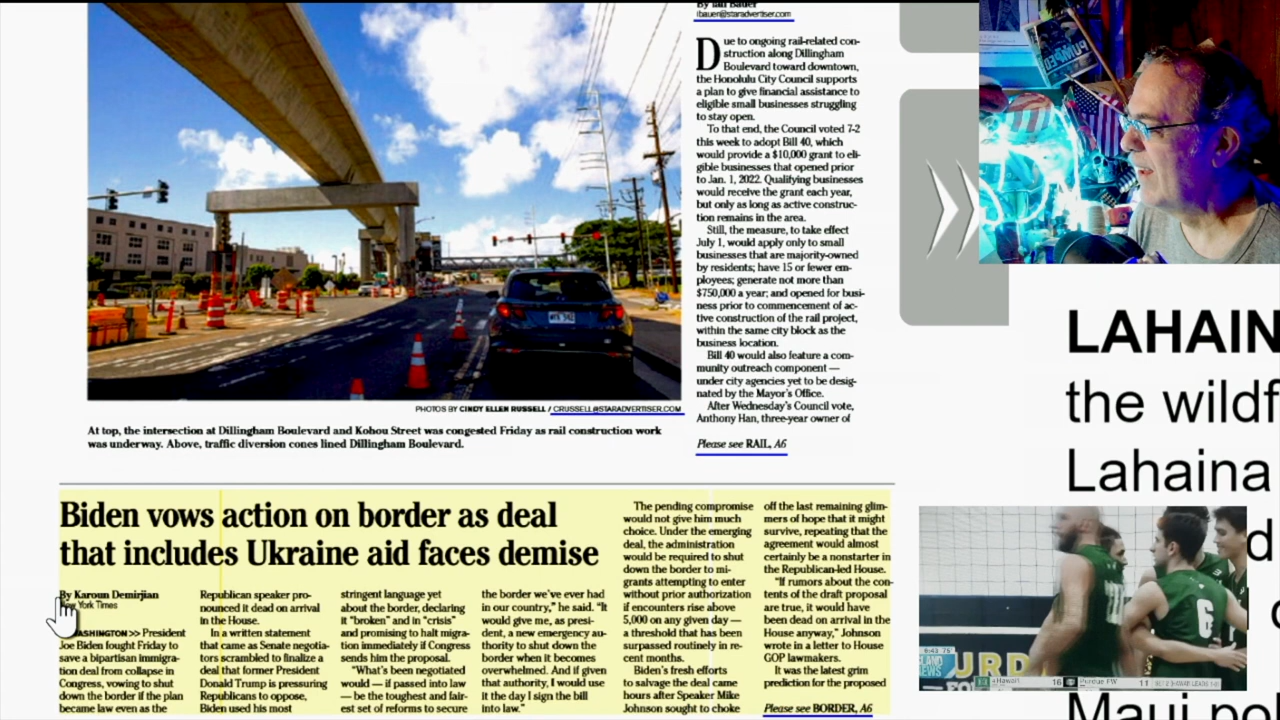 By
ibauer@staradvertiser.com
Due to ongoing rail-related con-
struction along Dillingham
Boulevard toward downtown,
the Honolulu City Council supports
a plan to give financial assistance to
eligible small businesses struggling
to stay open.
To that end, the Council voted 7-2
this week to adopt Bill 40, which
would provide a $10,000 grant to eli-
gible businesses that opened prior
to Jan. 1, 2022. Qualifying businesses
would receive the grant each year,
but only as long as active construc-
tion remains in the area.
Still, the measure, to take effect
July 1, would apply only to small
businesses that are majority-owned
by residents; have 15 or fewer em-
ployees; generate not more than
$750,000 a year; and opened for busi-
ness prior to commencement of ac-
tive construction of the rail project,
within the same city block as the
business location.
Bill 40 would also feature a com-
munity outreach component —
under city agencies yet to be desig-
nated by the Mayor's Office.
After Wednesday's Council vote,
Anthony Han, three-year owner of
Please see RAIL, A6
PHOTOS BY CINDY ELLEN RUSSELL / CRUSSELL@STARADVERTISER.COM
At top, the intersection at Dillingham Boulevard and Kohou Street was congested Friday as rail construction work
was underway. Above, traffic diversion cones lined Dillingham Boulevard.
Biden vows action on border as deal
that includes Ukraine aid faces demise
By Karoun Demirjian
York Times
ASHINGTON >> President
Joe Biden fought Friday to
save a bipartisan immigra-
tion deal from collapse in
Congress, vowing to shut
down the border if the plan
became law even as the
Republican speaker pro-
nounced it dead on arrival
in the House.
In a written statement
that came as Senate negotia-
tors scrambled to finalize a
deal that former President
Donald Trump is pressuring
Republicans to oppose,
Biden used his most
stringent language yet
about the border, declaring
it "broken" and in "crisis"
and promising to halt migra-
tion immediately if Congress
sends him the proposal.
"What's been negotiated
would — if passed into law
— be the toughest and fair-
est set of reforms to secure
the border we've ever had
in our country," he said. "It
would give me, as presi-
dent, a new emergency au-
thority to shut down the
border when it becomes
overwhelmed. And if given
that authority, I would use
it the day I sign the bill
into law."
The pending compromise
would not give him much
choice. Under the emerging
deal, the administration
would be required to shut
down the border to mi-
grants attempting to enter
without prior authorization
if encounters rise above
5,000 on any given day —
a threshold that has been
surpassed routinely in re-
cent months.
Biden's fresh efforts
to salvage the deal came
hours after Speaker Mike
Johnson sought to choke
off the last remaining glim-
mers of hope that it might
survive, repeating that the
agreement would almost
certainly be a nonstarter in
the Republican-led House.
"If rumors about the con-
tents of the draft proposal
are true, it would have
been dead on arrival in the
House anyway," Johnson
wrote in a letter to House
GOP lawmakers.
It was the latest grim
prediction for the proposed
Please see BORDER, A6
PUMPED
LAHAIN
the wildf
Lahaina
d
Maui pol
6
URD
Hawai'i 16 Purdue FW 11